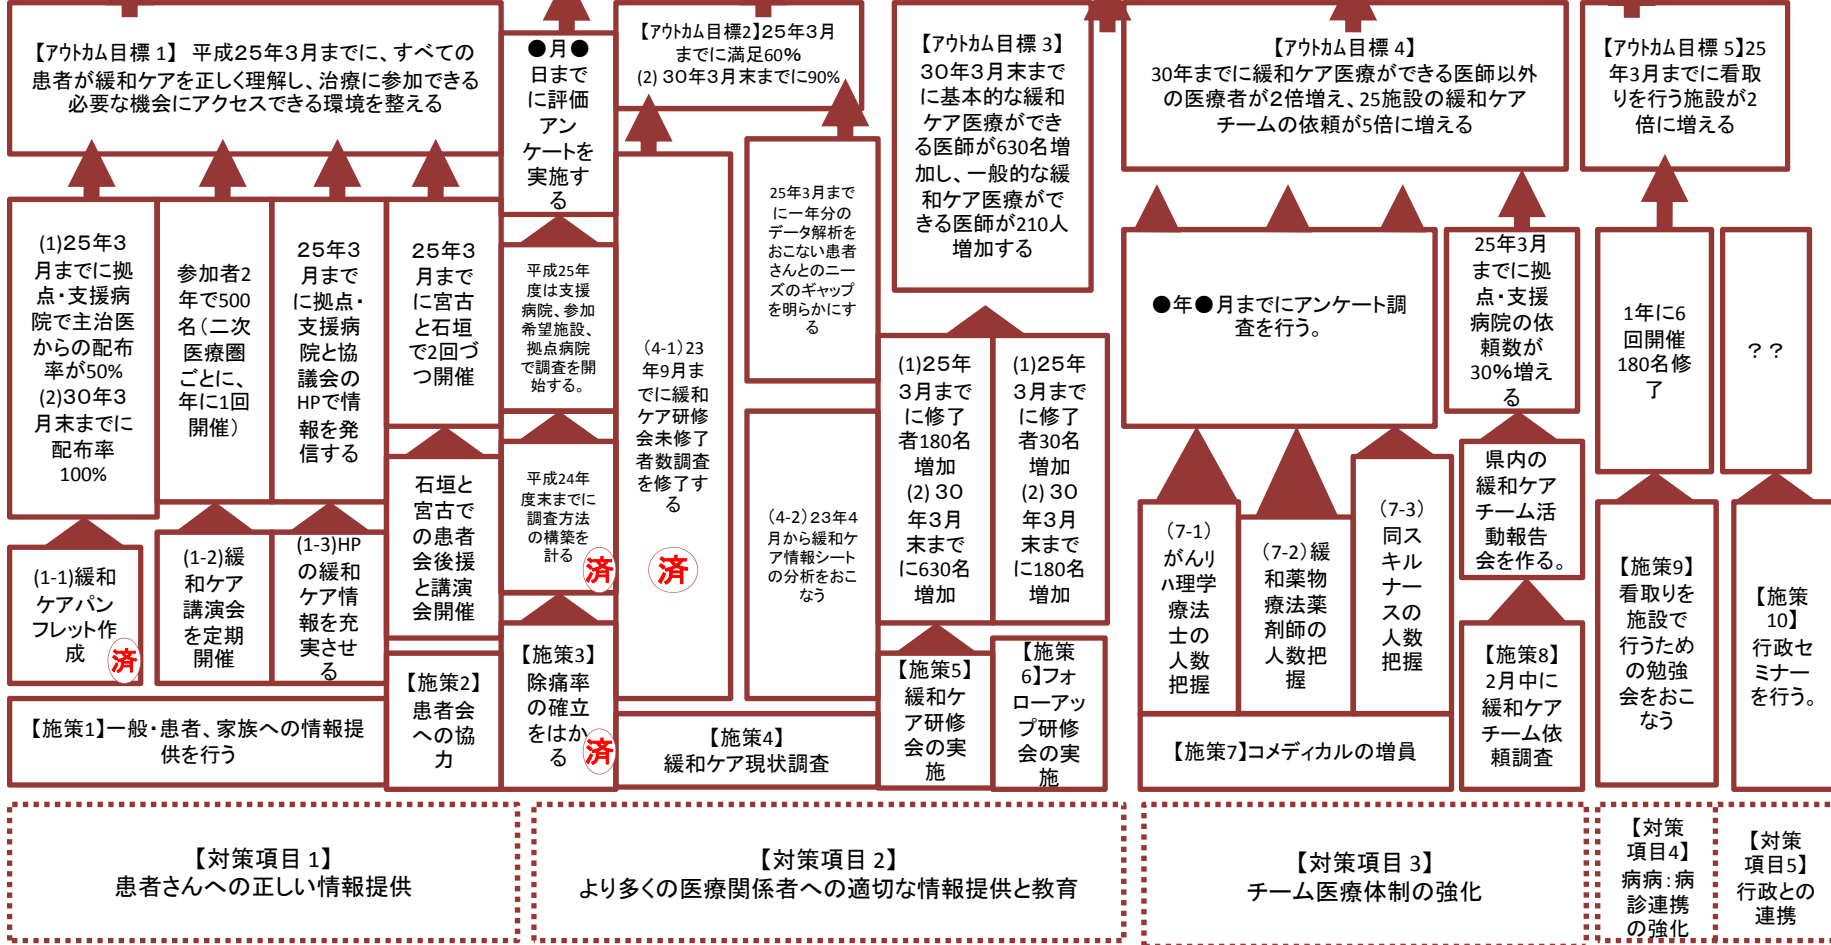 【アウトカム目標 1】 平成25年3月までに、すべての
患者が緩和ケアを正しく理解し、治療に参加できる
必要な機会にアクセスできる環境を整える
●月●
日まで
に評価
アン
ケートを
実施す
る
【アウトカム目標2】25年3月
までに満足60%
(2) 30年3月末までに90%
【アウトカム目標 3】
30年3月末まで
に基本的な緩和
ケア医療ができ
る医師が630名増
加し、一般的な緩
和ケア医療がで
きる医師が210人
増加する
【アウトカム目標 4】
30年までに緩和ケア医療ができる医師以外
の医療者が2倍増え、25施設の緩和ケア
チームの依頼が5倍に増える
【アウトカム目標 5】25
年3月までに看取
りを行う施設が2
倍に増える
(1)25年3
月までに拠
点・支援病
院で主治医
からの配布
率が50%
(2)30年3
月末までに
配布率
100%
参加者2
年で500
名(二次
医療圏
ごとに、
年に1回
開催)
25年3
月まで
に拠点・
支援病
院と協
議会の
HPで情
報を発
信する
25年3
月まで
に宮古
と石垣
で2回づ
つ開催
平成25年
度は支援
病院、参加
希望施設、
拠点病院
で調査を開
始する。
(4-1)23
年9月ま
でに緩和
ケア研修
会未修了
者数調査
を修了す
る
済
25年3月まで
に一年分の
データ解析を
おこない患者
さんとのニー
ズのギャップ
を明らかにす
る
(1)25年
3月まで
に修了
者180名
増加
(2) 30
年3月
末まで
に630名
増加
(1)25年
3月まで
に修了
者30名
増加
(2) 30
年3月
末まで
に180名
増加
●年●月までにアンケート調
査を行う。
25年3月
までに拠
点・支援
病院の依
頼数が
30%増え
る
1年に6
回開催
180名修
了
??
(1-1)緩和
ケアパン
フレット作
成
済
(1-2)緩
和ケア
講演会
を定期
開催
(1-3)HP
の緩和
ケア情
報を充
実させ
る
石垣と
宮古で
の患者
会後援
と講演
会開催
平成24年
度末までに
調査方法
の構築を
計る
済
(4-2)23年4
月から緩和ケ
ア情報シート
の分析をおこ
なう
(7-1)
がんリ
ハ理学
療法
士の
人数
把握
(7-2)緩
和薬物
療法薬
剤師の
人数把
握
(7-3)
同ス
キル
ナー
スの
人数
把握
県内の
緩和ケア
チーム活
動報告
会を作る。
【施策1】一般・患者、家族への情報提
供を行う
【施策2】
患者会
への協
力
【施策3】
除痛率
の確立
をはか
る
済
【施策4】
緩和ケア現状調査
【施策5】
緩和ケ
ア研修
会の実
施
【施策
6】フォ
ローアッ
プ研修
会の実
施
【施策7】コメディカルの増員
【施策8】
2月中に
緩和ケア
チーム依
頼調査
【施策9】
看取りを
施設で
行うため
の勉強
会をおこ
なう
【施策
10】
行政セ
ミナー
を行う。
【対策項目 1】
患者さんへの正しい情報提供
【対策項目 2】
より多くの医療関係者への適切な情報提供と教育
【対策項目 3】
チーム医療体制の強化
【対策
項目4】
病病:病
診連携
の強化
【対策
項目5】
行政との
連携